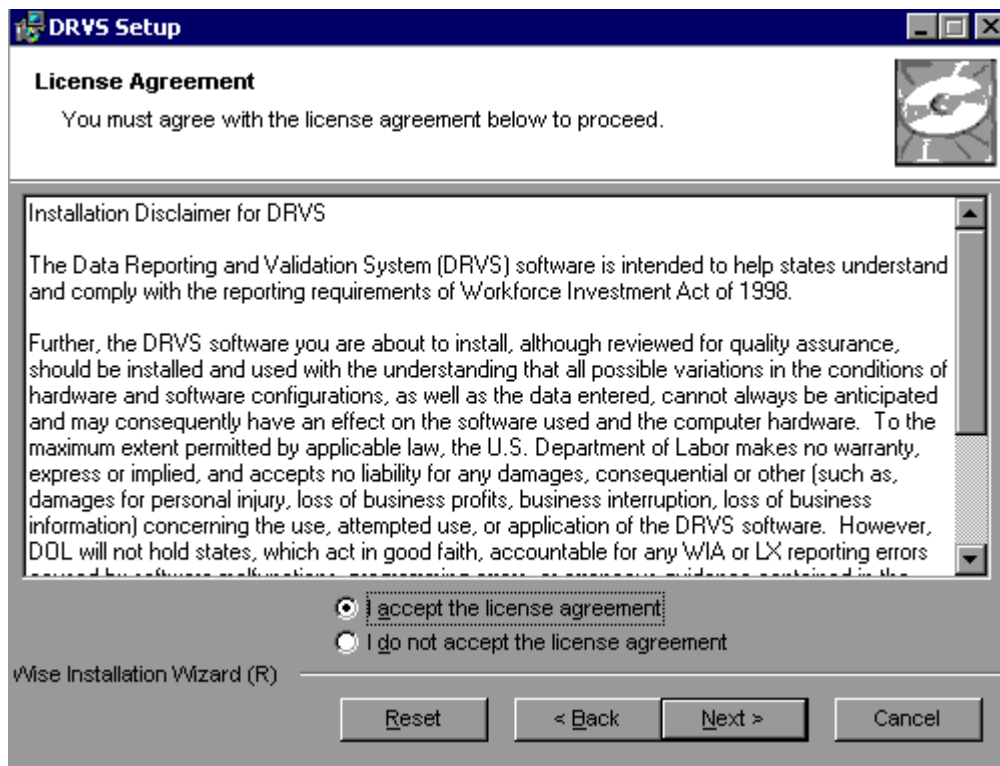 DRVS Setup
License Agreement
You must agree with the license agreement below to proceed.
Installation Disclaimer for DRVS
The Data Reporting and Validation System (DRVS) software is intended to help states understand
and comply with the reporting requirements of Workforce Investment Act of 1998.
Further, the DRVS software you are about to install, although reviewed for quality assurance,
should be installed and used with the understanding that all possible variations in the conditions of
hardware and software configurations, as well as the data entered, cannot always be anticipated
and may consequently have an effect on the software used and the computer hardware.  To the
maximum extent permitted by applicable law, the U.S. Department of Labor makes no warranty,
express or implied, and accepts no liability for any damages, consequential or other (such as,
damages for personal injury, loss of business profits, business interruption, loss of business
information) concerning the use, attempted use, or application of the DRVS software.  However,
DOL will not hold states, which act in good faith, accountable for any WIA or LX reporting errors
I accept the license agreement
I do not accept the license agreement
Wise Installation Wizard (R)
Reset
< Back
Next >
Cancel